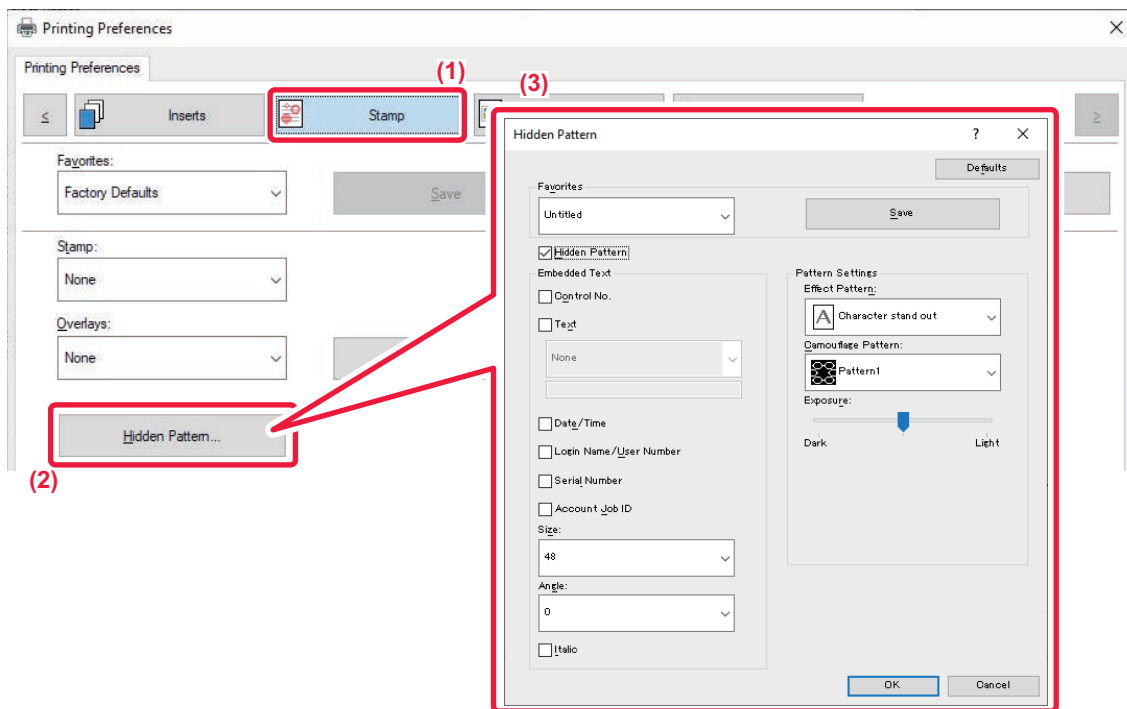 Printing Preferences
Printing Preferences
(1)
(3)
≤
Inserts
Stamp
≥
Favorites:
Factory Defaults
Save
Stamp:
None
Overlays:
None
Hidden Pattern...
(2)
Hidden Pattern
?
Defaults
Favorites
Untitled
Save
Hidden Pattern
Embedded Text
Control No.
Text
None
Date/Time
Login Name/User Number
Serial Number
Account Job ID
Size:
48
Angle:
0
Italic
Pattern Settings
Effect Pattern:
A Character stand out
Camouflage Pattern:
Pattern1
Exposure:
Dark Light
OK Cancel